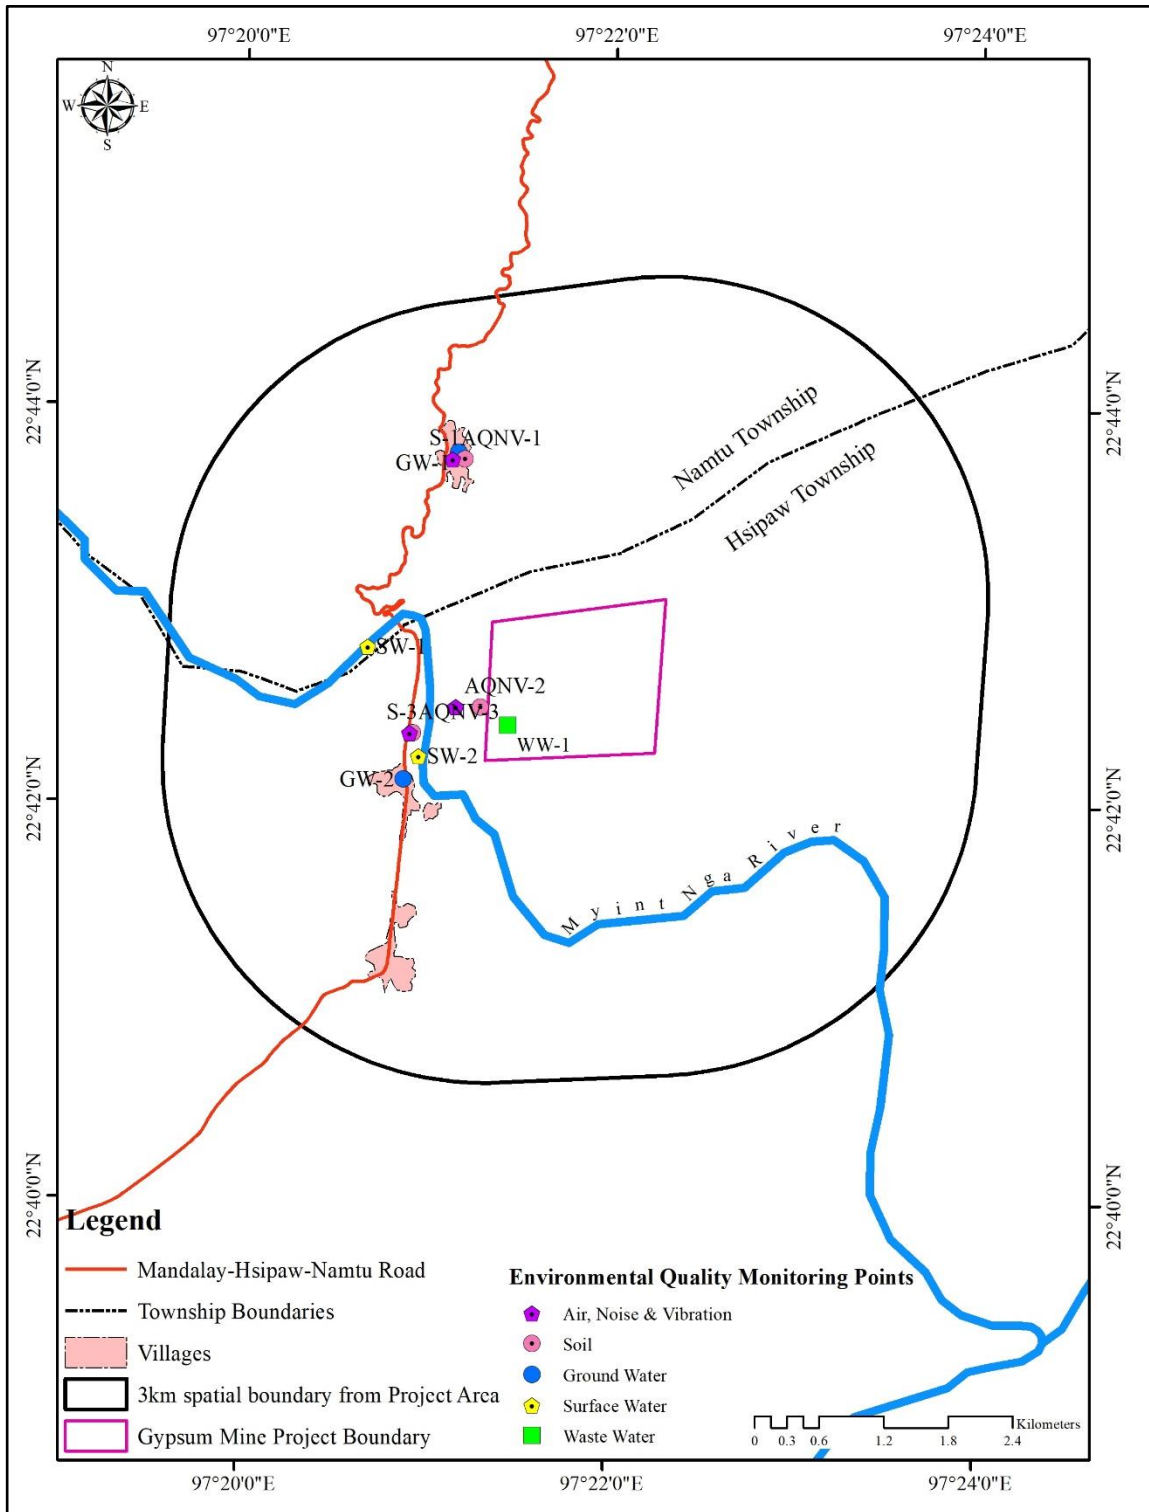 97°20'0"E 97°22'0"E 97°24'0"E
N
W E
S
22°44'0"N 22°44'0"N
Namtu Township
Hsipaw Township
S-1AQNV-1
GW-1
SW-1
AQNV-2
S-3AQNV-3
WW-1
SW-2
GW-2
22°42'0"N 22°42'0"N
Myint Nga River
22°40'0"N 22°40'0"N
Legend
Mandalay-Hsipaw-Namtu Road
Township Boundaries
Villages
3km spatial boundary from Project Area
Gypsum Mine Project Boundary
Environmental Quality Monitoring Points
Air, Noise & Vibration
Soil
Ground Water
Surface Water
Waste Water
Kilometers
0 0.3 0.6 1.2 1.8 2.4
97°20'0"E 97°22'0"E 97°24'0"E